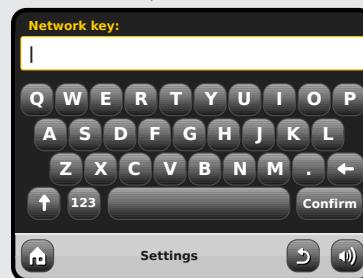 Network key:
Q W E R T Y U I O P
A S D F G H J K L
Z X C V B N M .
123 Confirm
Settings